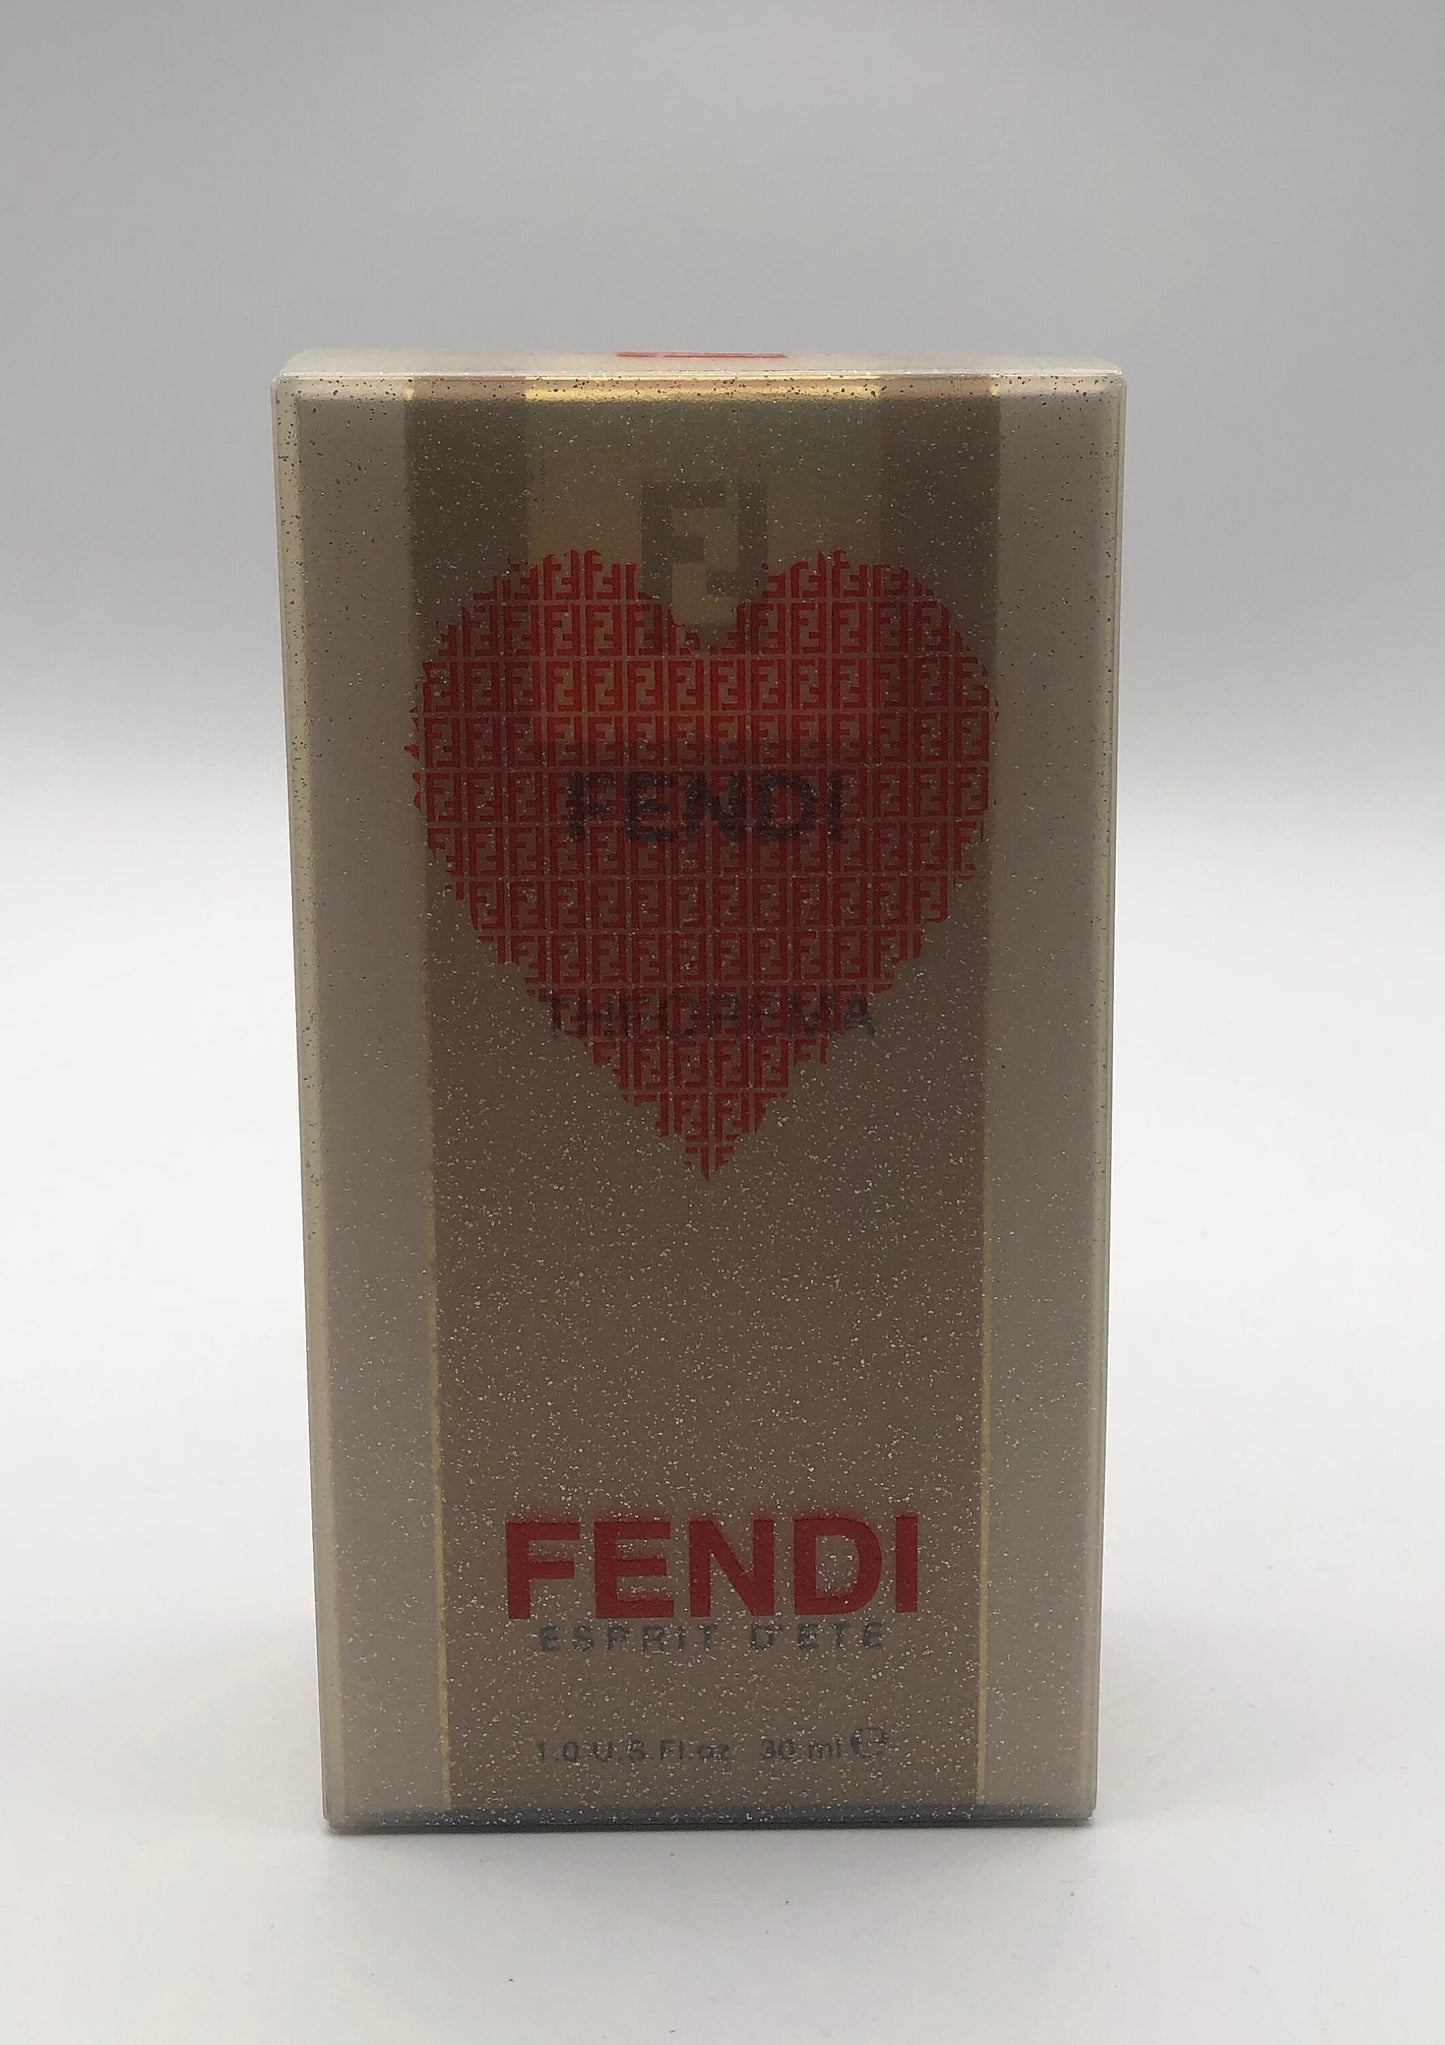 FENDI
THEOREMA
FENDI
ESPRIT D'ETE
1.0 U.S Fl.oz 30 ml ℮